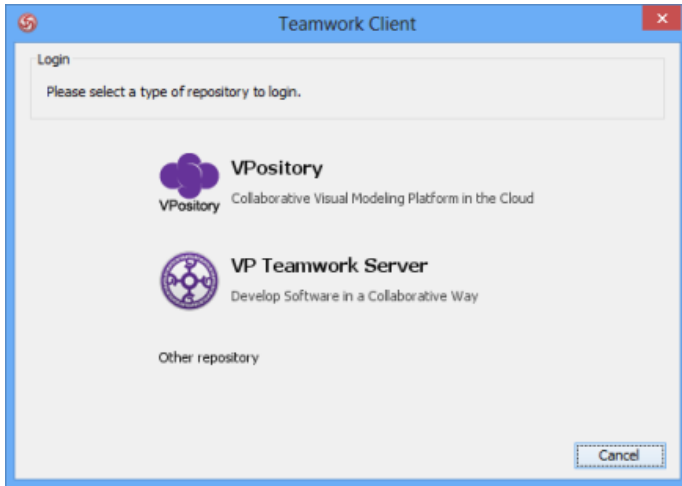 Teamwork Client
Login
Please select a type of repository to login.
VPository
VPository
Collaborative Visual Modeling Platform in the Cloud
VP Teamwork Server
Develop Software in a Collaborative Way
Other repository
Cancel